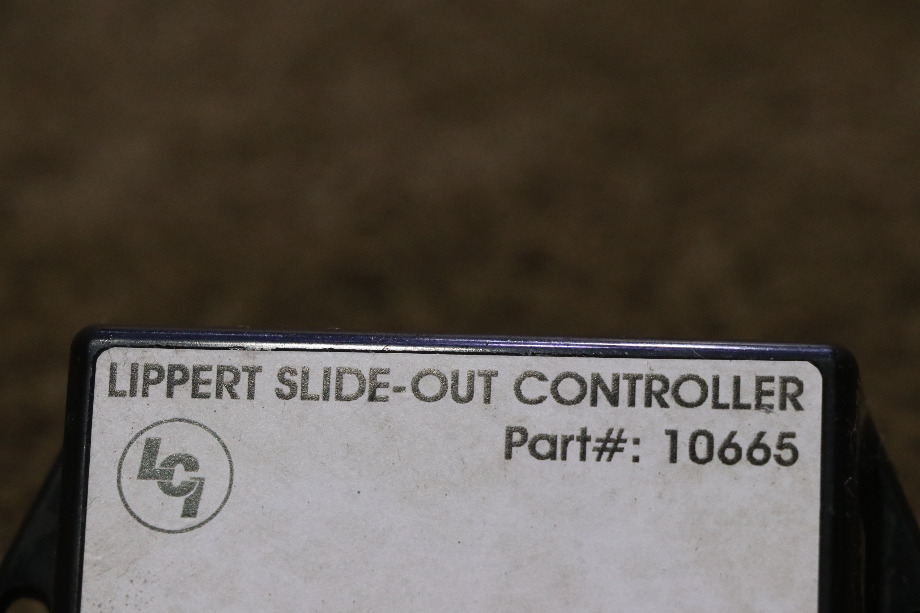 LIPPERT SLIDE-OUT CONTROLLER
Part#: 10665
LCI